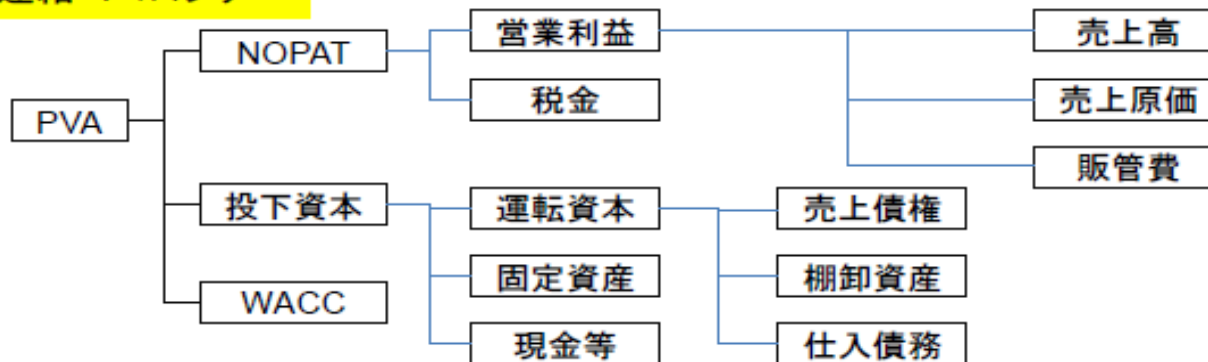 NOPAT
営業利益
売上高
税金
売上原価
PVA
販管費
投下資本
運転資本
売上債権
固定資産
棚卸資産
WACC
現金等
仕入債務